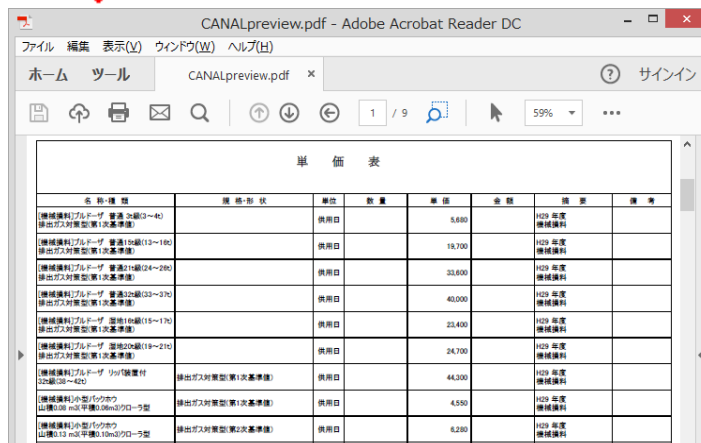 CANALpreview.pdf - Adobe Acrobat Reader DC
ファイル 編集 表示(V) ウィンドウ(W) ヘルプ(H)
ホーム ツール CANALpreview.pdf × ? サインイン
1 / 9 59%
単 価 表
名 称・種 類 規 格・形 状 単位 数 量 単 価 金 額 摘 要 備 考
[機械損料]ブルドーザ 普通 3t級(3～4t) H29 年度
排出ガス対策型(第1次基準値) 供用日 5,680 機械損料
[機械損料]ブルドーザ 普通15t級(13～16t) H29 年度
排出ガス対策型(第1次基準値) 供用日 19,700 機械損料
[機械損料]ブルドーザ 普通21t級(24～26t) H29 年度
排出ガス対策型(第1次基準値) 供用日 33,600 機械損料
[機械損料]ブルドーザ 普通32t級(33～37t) H29 年度
排出ガス対策型(第1次基準値) 供用日 40,000 機械損料
[機械損料]ブルドーザ 湿地16t級(15～17t) H29 年度
排出ガス対策型(第1次基準値) 供用日 23,400 機械損料
[機械損料]ブルドーザ 湿地20t級(19～21t) H29 年度
排出ガス対策型(第1次基準値) 供用日 24,700 機械損料
[機械損料]ブルドーザ リッパ装置付 H29 年度
32t級(38～42t) 排出ガス対策型(第1次基準値) 供用日 44,300 機械損料
[機械損料]小型バックホウ H29 年度
山積0.08 m3(平積0.06m3)クローラ型 排出ガス対策型(第1次基準値) 供用日 4,550 機械損料
[機械損料]小型バックホウ H29 年度
山積0.13 m3(平積0.10m3)クローラ型 排出ガス対策型(第2次基準値) 供用日 6,280 機械損料